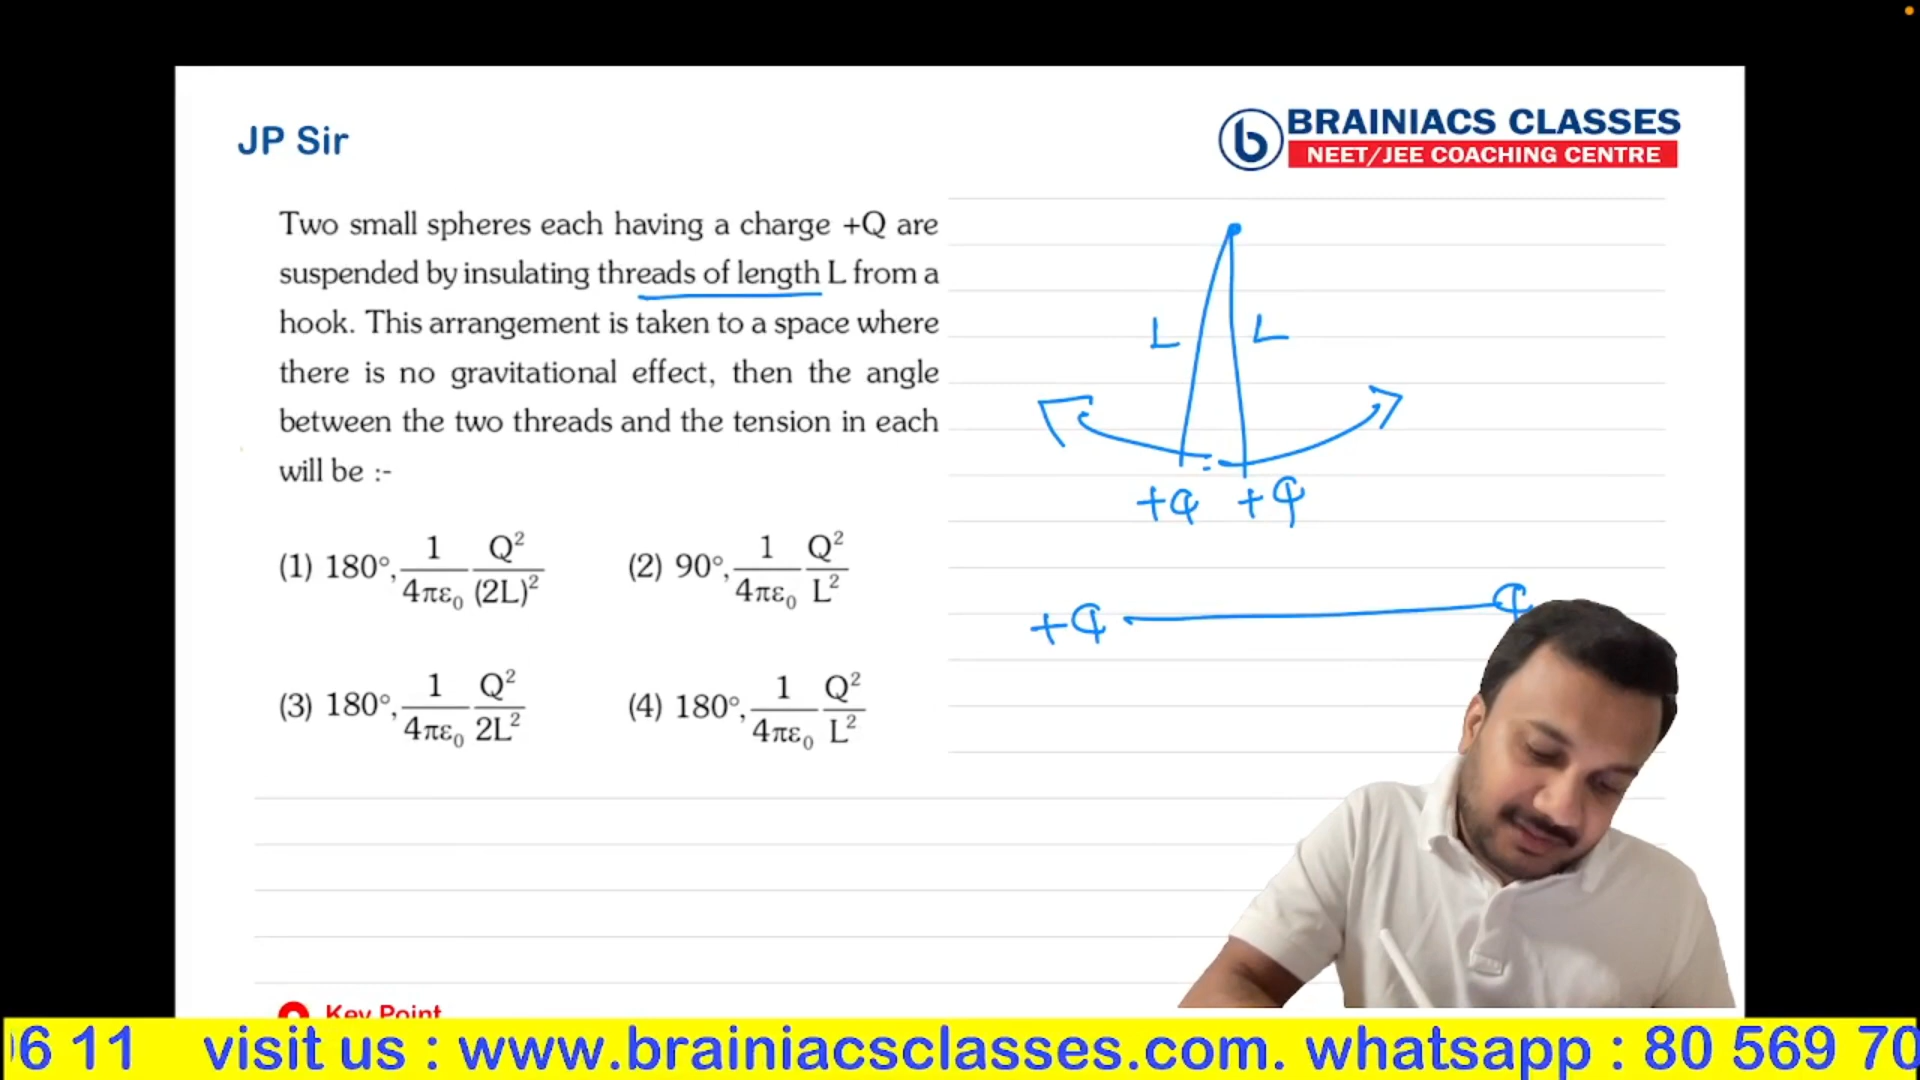 JP Sir
b BRAINIACS CLASSES
NEET/JEE COACHING CENTRE
Two small spheres each having a charge +Q are
suspended by insulating threads of length L from a
hook. This arrangement is taken to a space where
there is no gravitational effect, then the angle
between the two threads and the tension in each
will be :-
(1) 180°, 1/4πε₀ Q²/(2L)² (2) 90°, 1/4πε₀ Q²/L²
(3) 180°, 1/4πε₀ Q²/2L² (4) 180°, 1/4πε₀ Q²/L²
L L
+Q +Q
+Q Q
Key Point
6 11 visit us : www.brainiacsclasses.com. whatsapp : 80 569 70